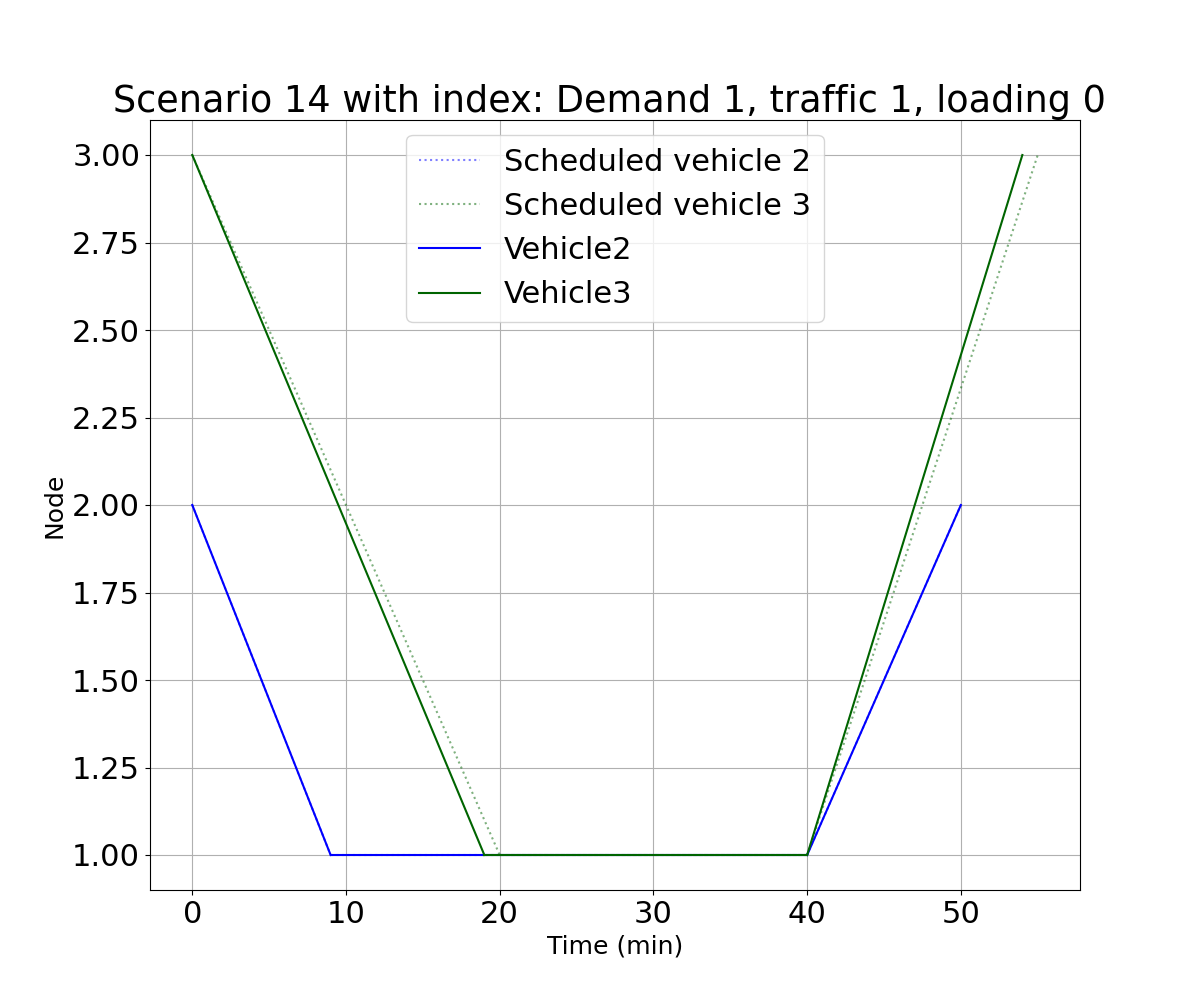 Scenario 14 with index: Demand 1, traffic 1, loading 0
Scheduled vehicle 2
Scheduled vehicle 3
Vehicle2
Vehicle3
3.00
2.75
2.50
2.25
2.00
1.75
1.50
1.25
1.00
Node
0 10 20 30 40 50
Time (min)